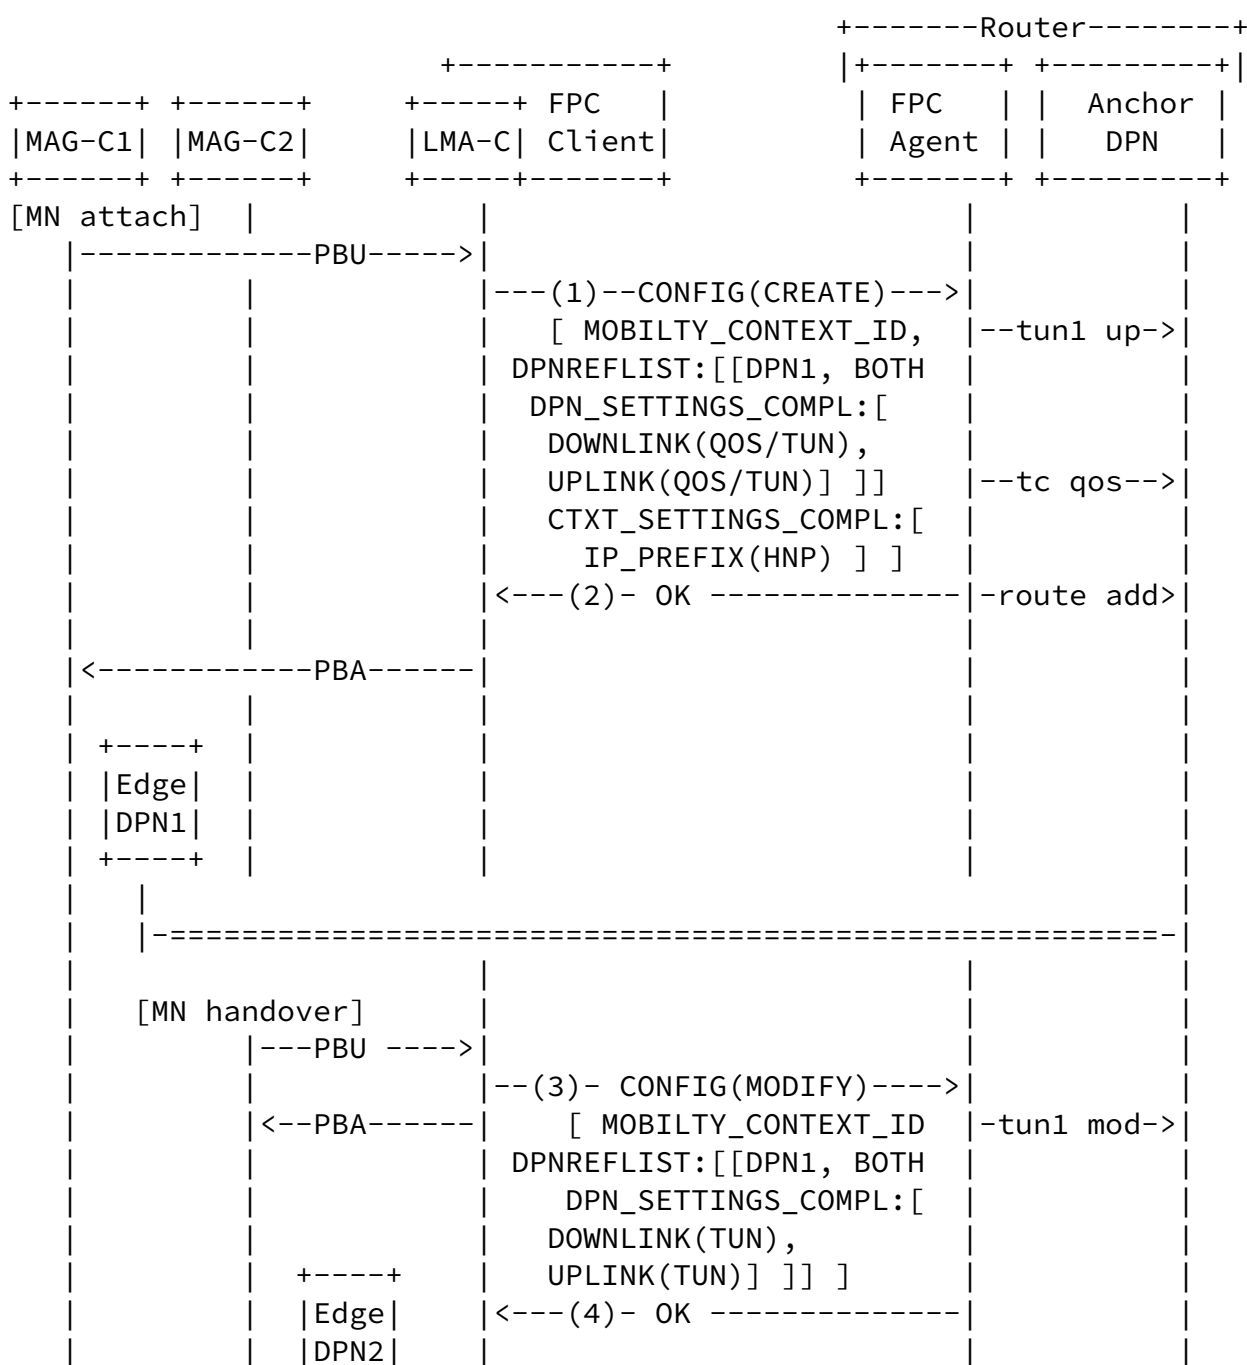 +-------Router--------+
                        +-----------+         |+-------+ +---------+|
+------+ +------+     +-----+ FPC   |          | FPC   | |  Anchor |
|MAG-C1| |MAG-C2|     |LMA-C| Client|          | Agent | |   DPN   |
+------+ +------+     +-----+-------+          +-------+ +---------+
[MN attach]  |            |                          |           |
   |-------------PBU----->|                          |           |
   |         |            |---(1)--CONFIG(CREATE)--->|           |
   |         |            |   [ MOBILTY_CONTEXT_ID,  |--tun1 up->|
   |         |            | DPNREFLIST:[[DPN1, BOTH  |           |
   |         |            |  DPN_SETTINGS_COMPL:[    |           |
   |         |            |   DOWNLINK(QOS/TUN),     |           |
   |         |            |   UPLINK(QOS/TUN)] ]]    |--tc qos-->|
   |         |            |   CTXT_SETTINGS_COMPL:[  |           |
   |         |            |     IP_PREFIX(HNP) ] ]   |           |
   |         |            |<---(2)- OK --------------|-route add>|
   |         |            |                          |           |
   |<------------PBA------|                          |           |
   |         |            |                          |           |
   | +----+  |            |                          |           |
   | |Edge|  |            |                          |           |
   | |DPN1|  |            |                          |           |
   | +----+  |            |                          |           |
   |   |                                                         |
   |   |-=======================================================-|
   |                      |                          |           |
   |   [MN handover]      |                          |           |
   |         |---PBU ---->|                          |           |
   |         |            |--(3)- CONFIG(MODIFY)---->|           |
   |         |<--PBA------|    [ MOBILTY_CONTEXT_ID  |-tun1 mod->|
   |         |            | DPNREFLIST:[[DPN1, BOTH  |           |
   |         |            |    DPN_SETTINGS_COMPL:[  |           |
   |         |            |   DOWNLINK(TUN),         |           |
   |         |  +----+    |   UPLINK(TUN)] ]] ]      |           |
   |         |  |Edge|    |<---(4)- OK --------------|           |
   |         |  |DPN2|    |                          |           |